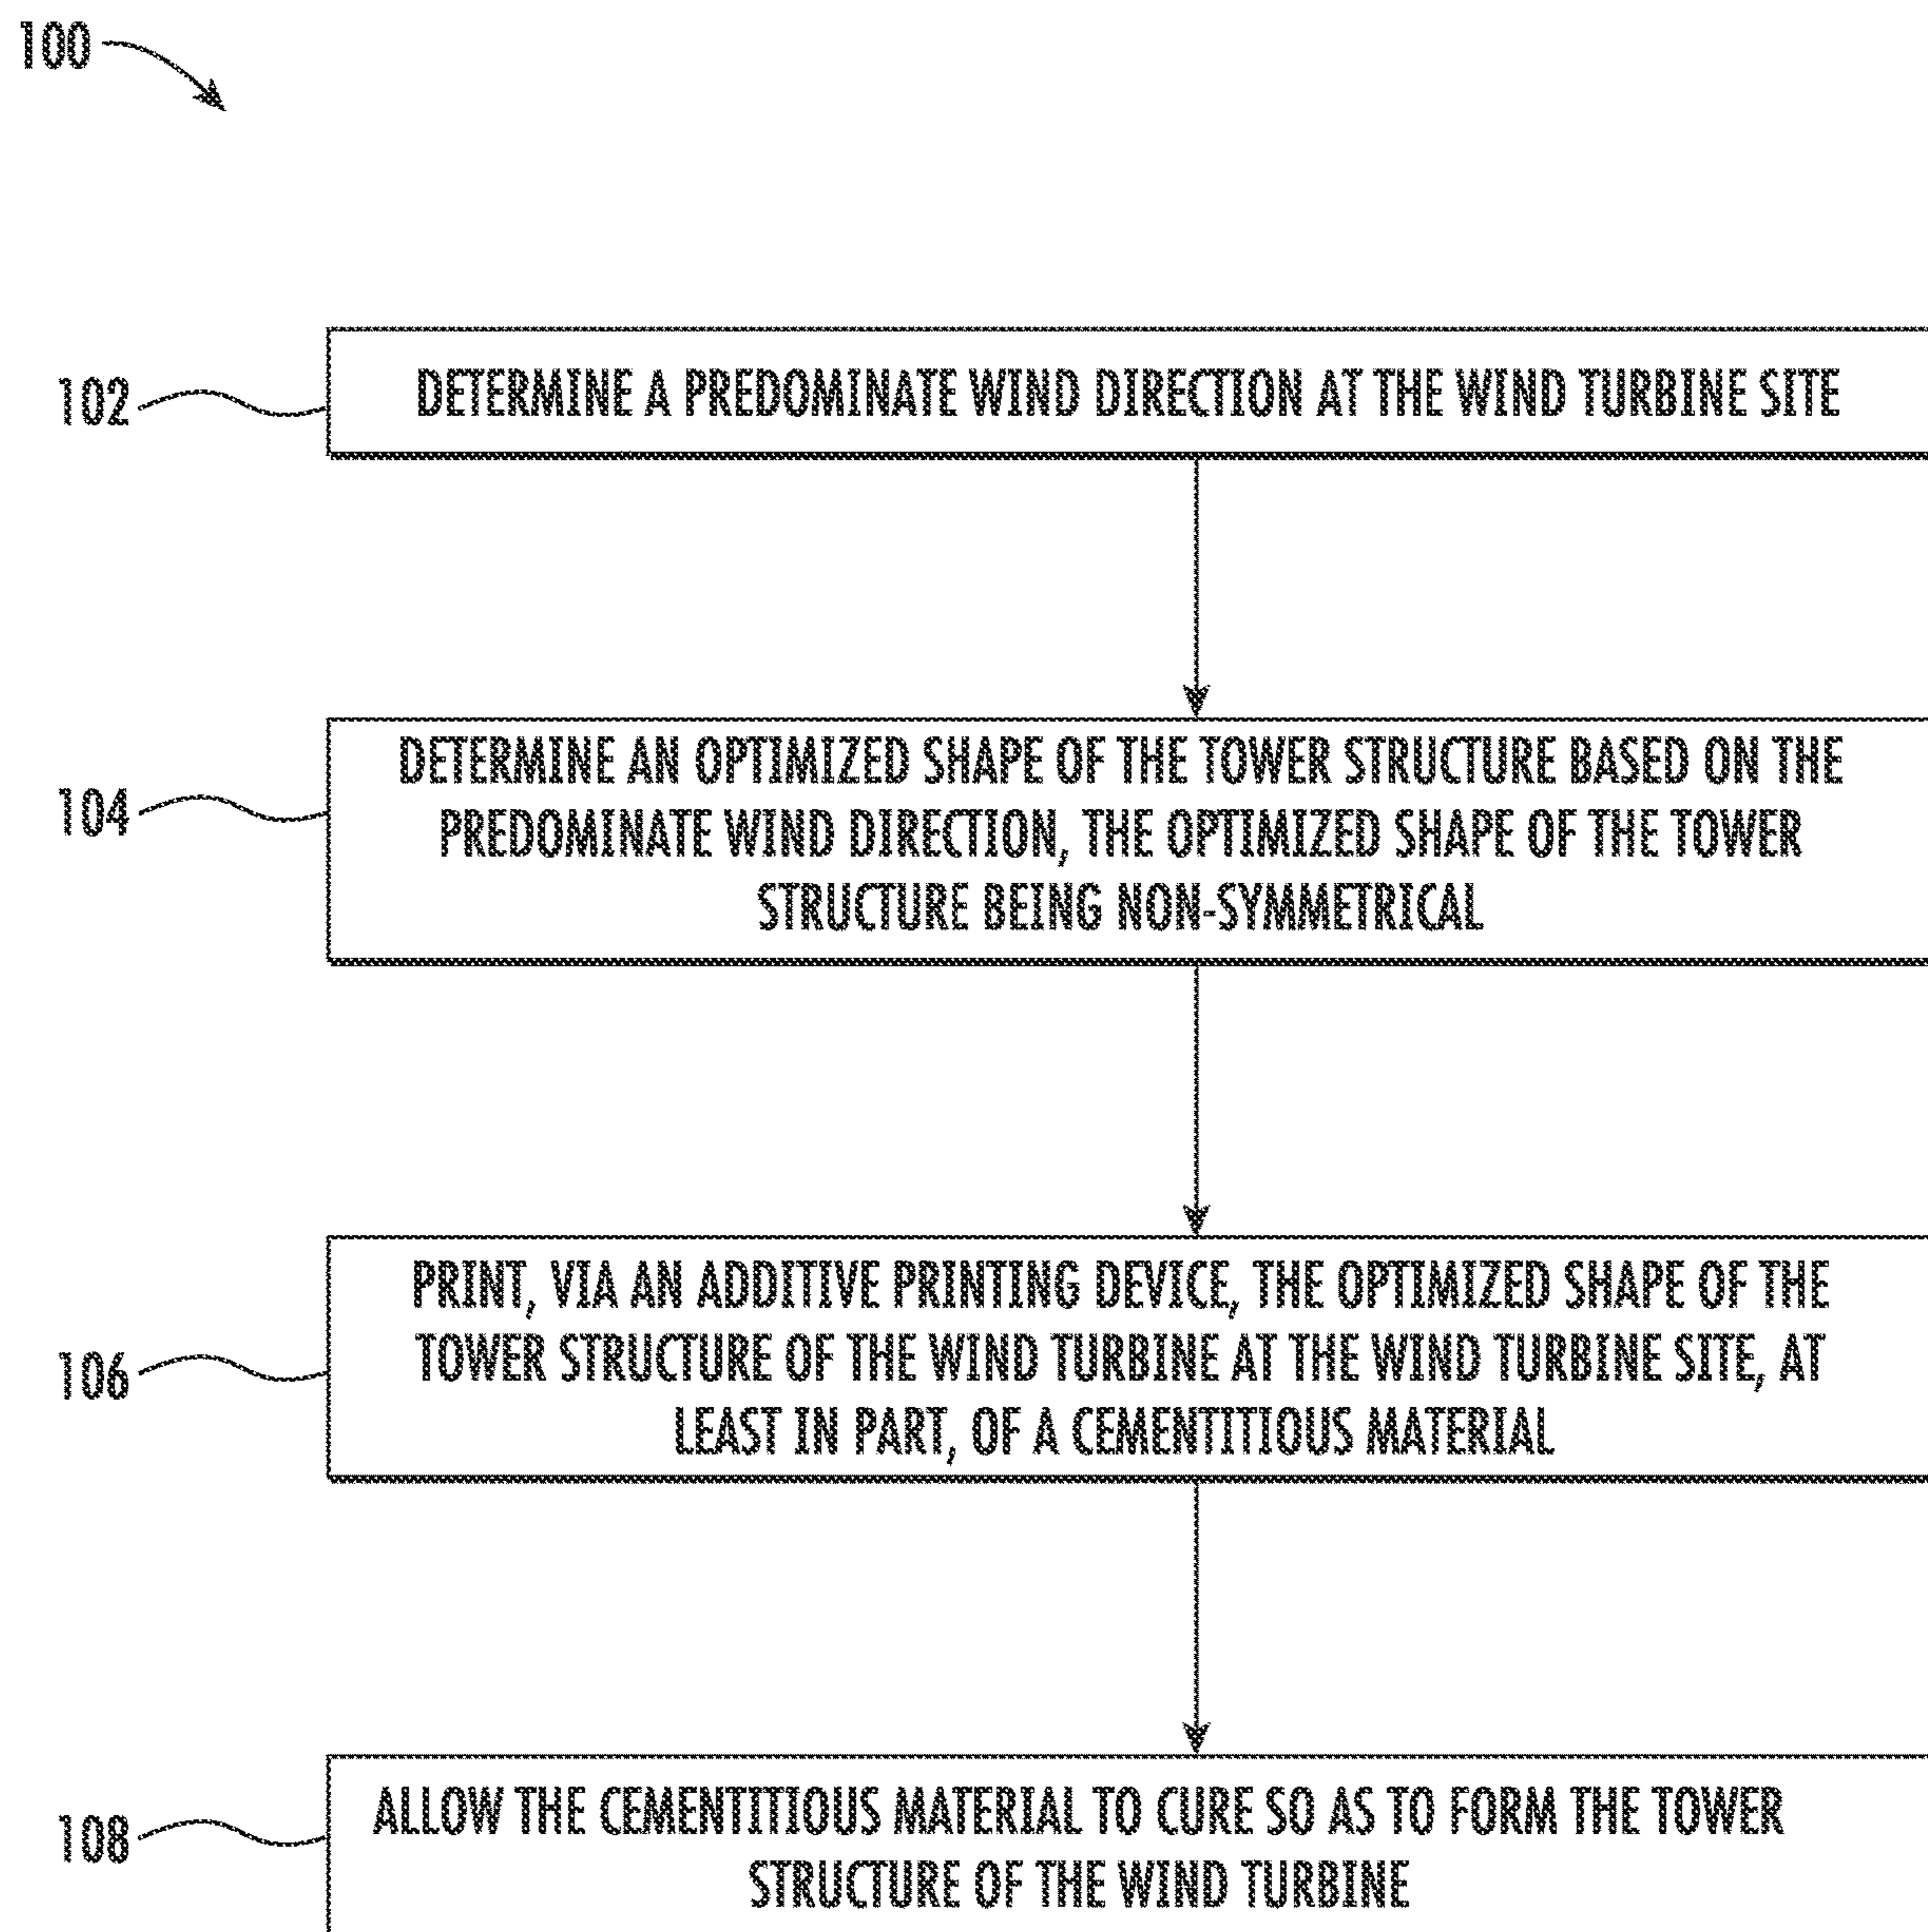 100
102
DETERMINE A PREDOMINATE WIND DIRECTION AT THE WIND TURBINE SITE
104
DETERMINE AN OPTIMIZED SHAPE OF THE TOWER STRUCTURE BASED ON THE
PREDOMINATE WIND DIRECTION, THE OPTIMIZED SHAPE OF THE TOWER
STRUCTURE BEING NON-SYMMETRICAL
106
PRINT, VIA AN ADDITIVE PRINTING DEVICE, THE OPTIMIZED SHAPE OF THE
TOWER STRUCTURE OF THE WIND TURBINE AT THE WIND TURBINE SITE, AT
LEAST IN PART, OF A CEMENTITIOUS MATERIAL
108
ALLOW THE CEMENTITIOUS MATERIAL TO CURE SO AS TO FORM THE TOWER
STRUCTURE OF THE WIND TURBINE